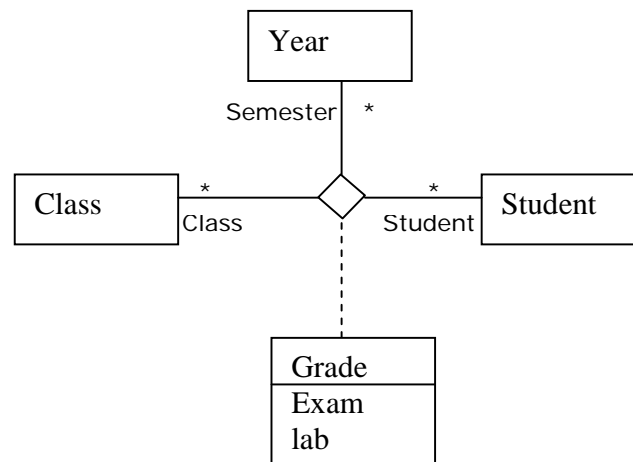 Year
Semester *
* *
Class Student
Class Student
Grade
Exam
lab